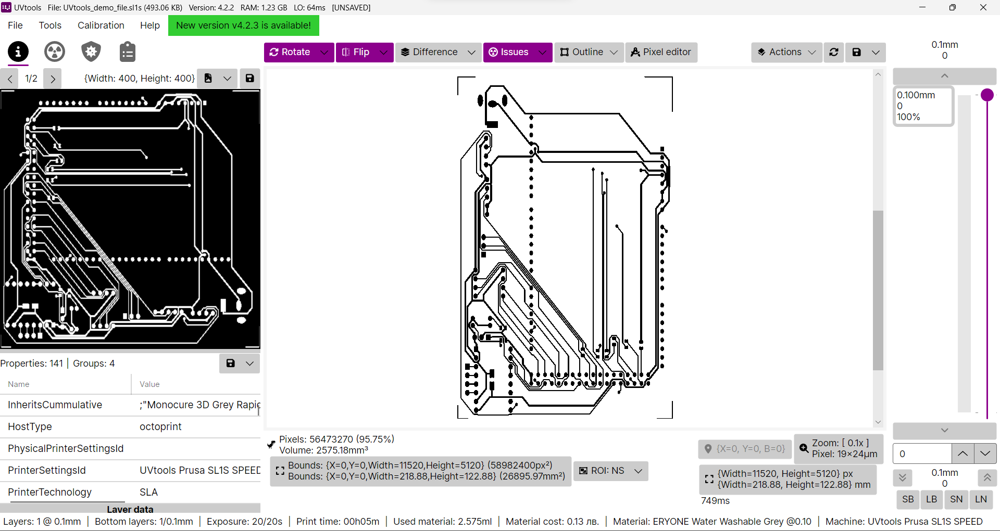 UVtools File: UVtools_demo_file.sl1s (493.06 KB) Version: 4.2.2 RAM: 1.23 GB LO: 64ms [UNSAVED]
File Tools Calibration Help New version v4.2.3 is available!
Rotate Flip Difference Issues Outline Pixel editor Actions
0.1mm
0
1/2 {Width: 400, Height: 400}
0.100mm
0
100%
Properties: 141 | Groups: 4
Name Value
InheritsCummulative ;"Monocure 3D Grey Rapid
HostType octoprint
PhysicalPrinterSettingsId
PrinterSettingsId UVtools Prusa SL1S SPEED
PrinterTechnology SLA
Layer data
Pixels: 56473270 (95.75%)
Volume: 2575.18mm³
Bounds: {X=0,Y=0,Width=11520,Height=5120} (58982400px²)
Bounds: {X=0,Y=0,Width=218.88,Height=122.88} (26895.97mm²)
ROI: NS
{X=0, Y=0, B=0}
Zoom: [ 0.1x ]
Pixel: 19×24µm
{Width=11520, Height=5120} px
{Width=218.88, Height=122.88} mm
749ms
0
0.1mm
0
SB LB SN LN
Layers: 1 @ 0.1mm | Bottom layers: 1/0.1mm | Exposure: 20/20s | Print time: 00h05m | Used material: 2.575ml | Material cost: 0.13 лв. | Material: ERYONE Water Washable Grey @0.10 | Machine: UVtools Prusa SL1S SPEED